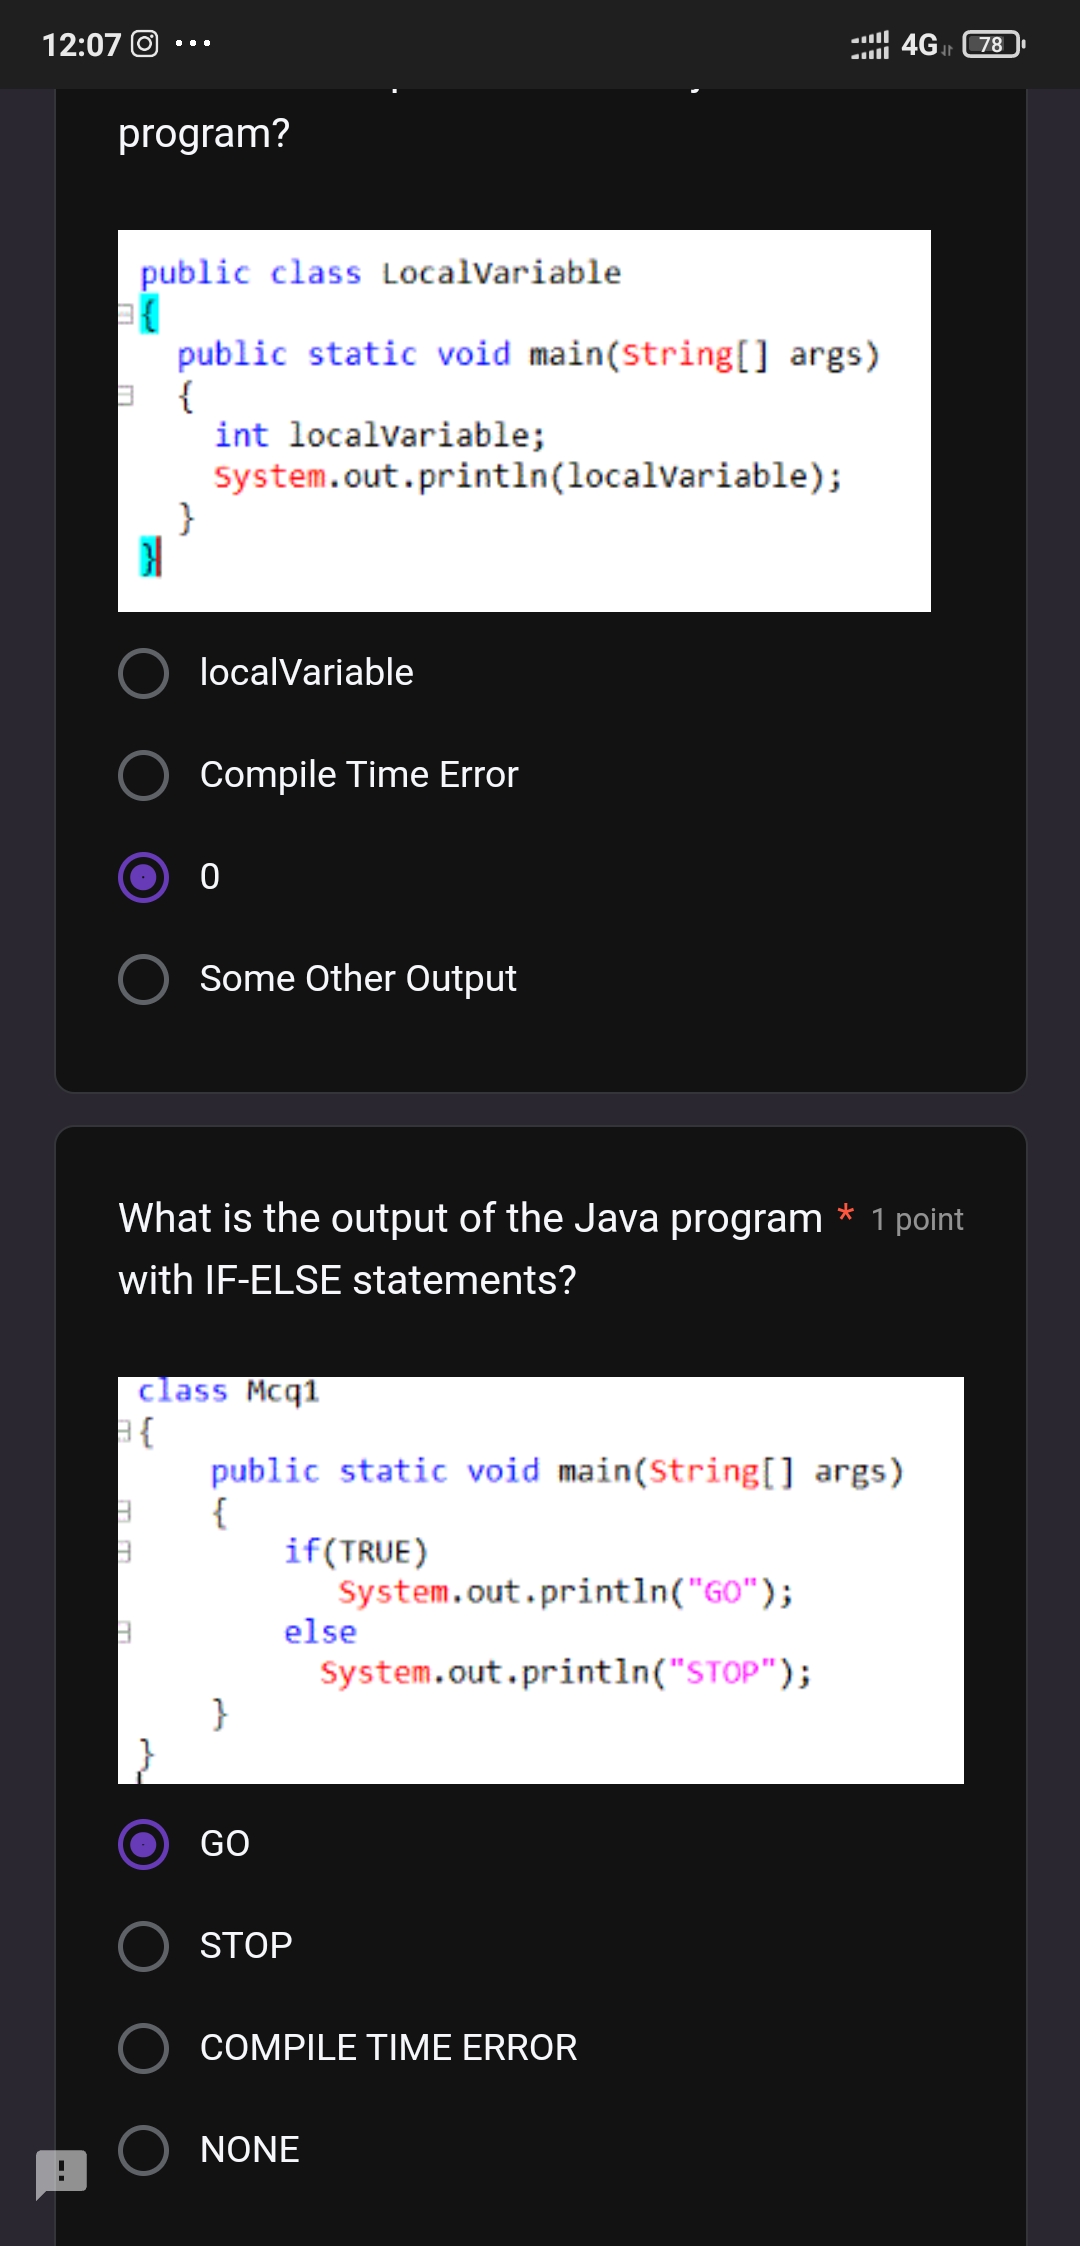 12:07
4G 78
program?
public class LocalVariable
{
public static void main(String[] args)
{
int localVariable;
System.out.println(localVariable);
}
}
localVariable
Compile Time Error
0
Some Other Output
What is the output of the Java program * 1 point
with IF-ELSE statements?
class Mcq1
{
public static void main(String[] args)
{
if(TRUE)
System.out.println("GO");
else
System.out.println("STOP");
}
}
GO
STOP
COMPILE TIME ERROR
NONE